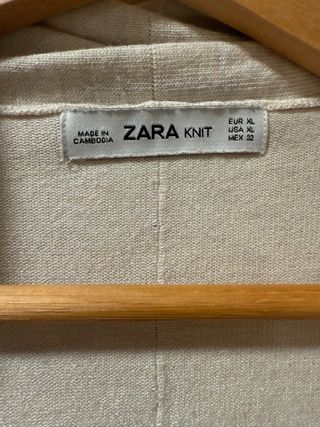 MADE IN
CAMBODIA
ZARA KNIT
EUR XL
USA XL
MEX 32